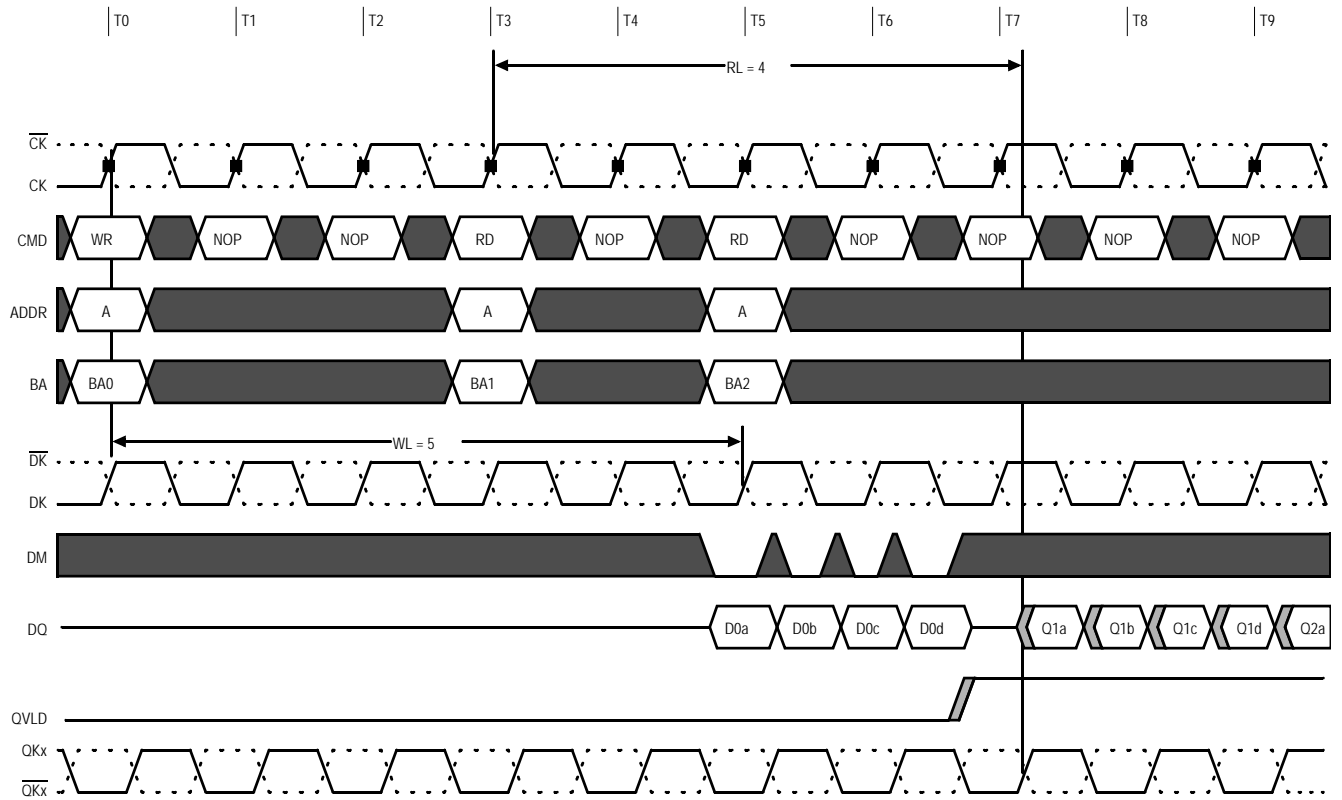 T0 T1 T2 T3 T4 T5 T6 T7 T8 T9
RL = 4
CK
CK
CMD WR NOP NOP RD NOP RD NOP NOP NOP NOP
ADDR A A A
BA BA0 BA1 BA2
WL = 5
DK
DK
DM
DQ D0a D0b D0c D0d Q1a Q1b Q1c Q1d Q2a
QVLD
QKx
QKx